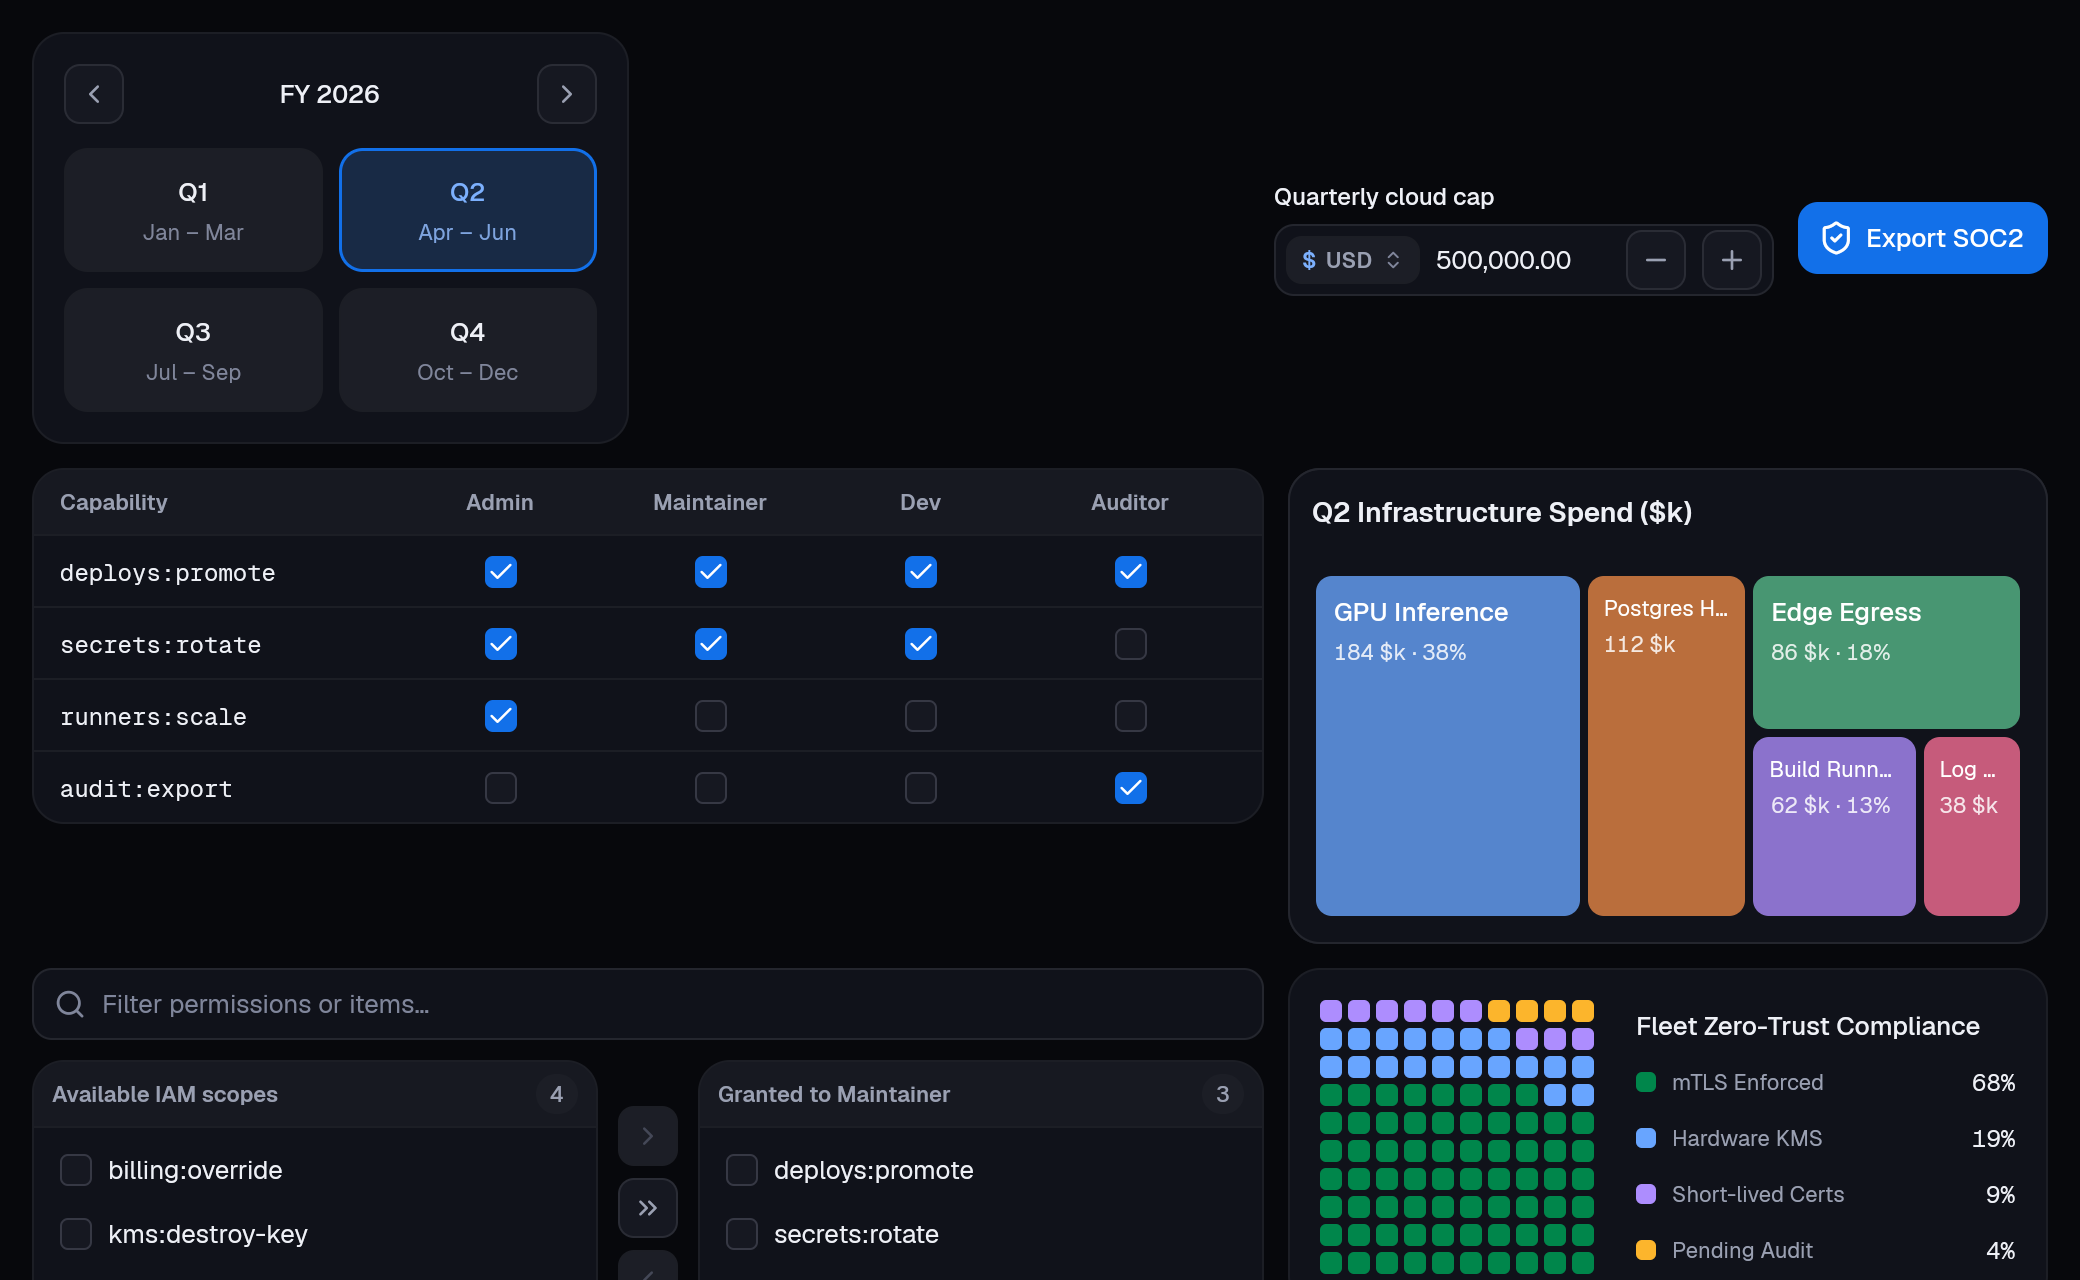 FY 2026
Q1
Jan – Mar
Q2
Apr – Jun
Q3
Jul – Sep
Q4
Oct – Dec
Quarterly cloud cap
$ USD 500,000.00
Export SOC2
Capability Admin Maintainer Dev Auditor
deploys:promote
secrets:rotate
runners:scale
audit:export
Q2 Infrastructure Spend ($k)
GPU Inference
184 $k · 38%
Postgres H...
112 $k
Edge Egress
86 $k · 18%
Build Runn...
62 $k · 13%
Log ...
38 $k
Filter permissions or items...
Available IAM scopes 4
billing:override
kms:destroy-key
Granted to Maintainer 3
deploys:promote
secrets:rotate
Fleet Zero-Trust Compliance
mTLS Enforced 68%
Hardware KMS 19%
Short-lived Certs 9%
Pending Audit 4%